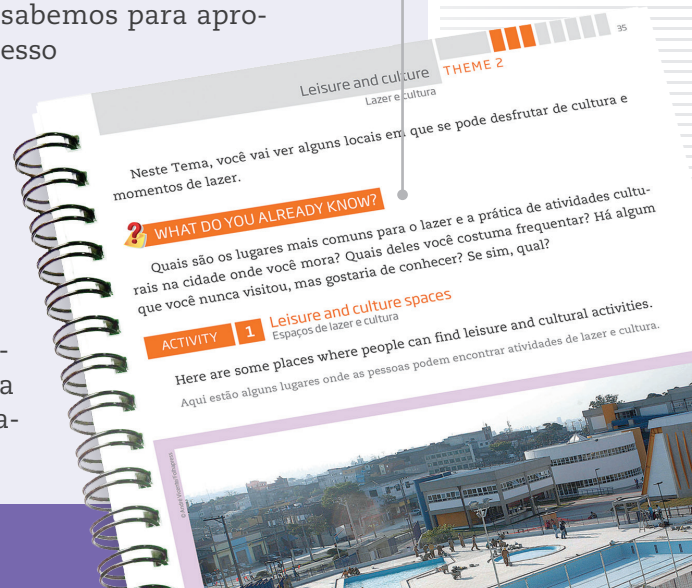 sabemos para apro-
esso
-
a
a-
35
Leisure and culture THEME 2
Lazer e cultura
Neste Tema, você vai ver alguns locais em que se pode desfrutar de cultura e
momentos de lazer.
? WHAT DO YOU ALREADY KNOW?
Quais são os lugares mais comuns para o lazer e a prática de atividades cultu-
rais na cidade onde você mora? Quais deles você costuma frequentar? Há algum
que você nunca visitou, mas gostaria de conhecer? Se sim, qual?
ACTIVITY 1 Leisure and culture spaces
Espaços de lazer e cultura
Here are some places where people can find leisure and cultural activities.
Aqui estão alguns lugares onde as pessoas podem encontrar atividades de lazer e cultura.